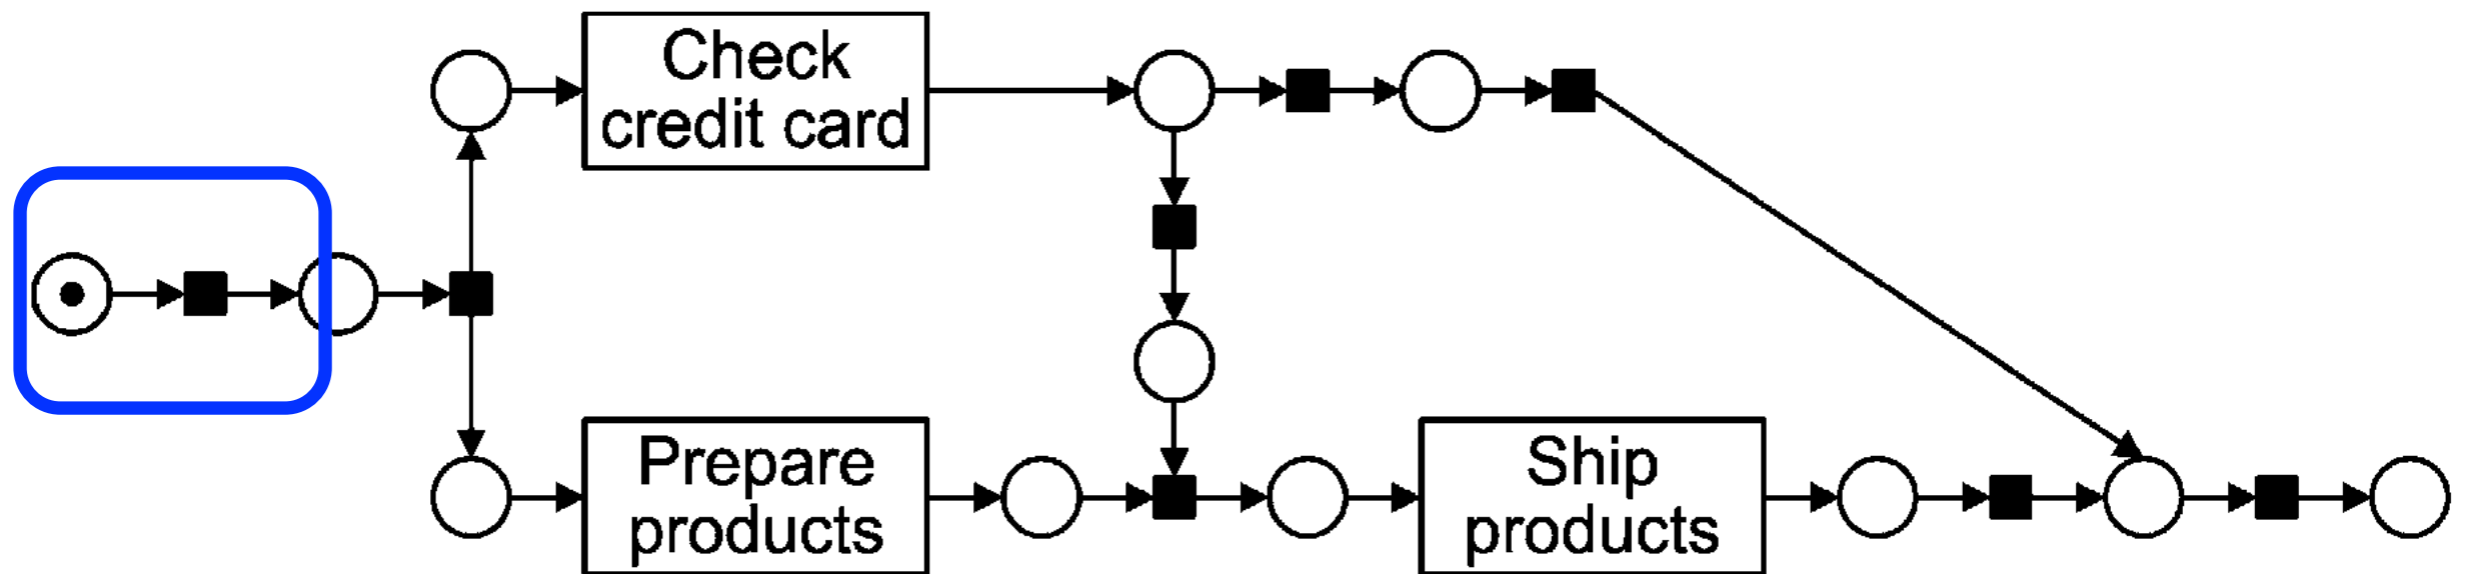 Check
credit card
Prepare
products
Ship
products